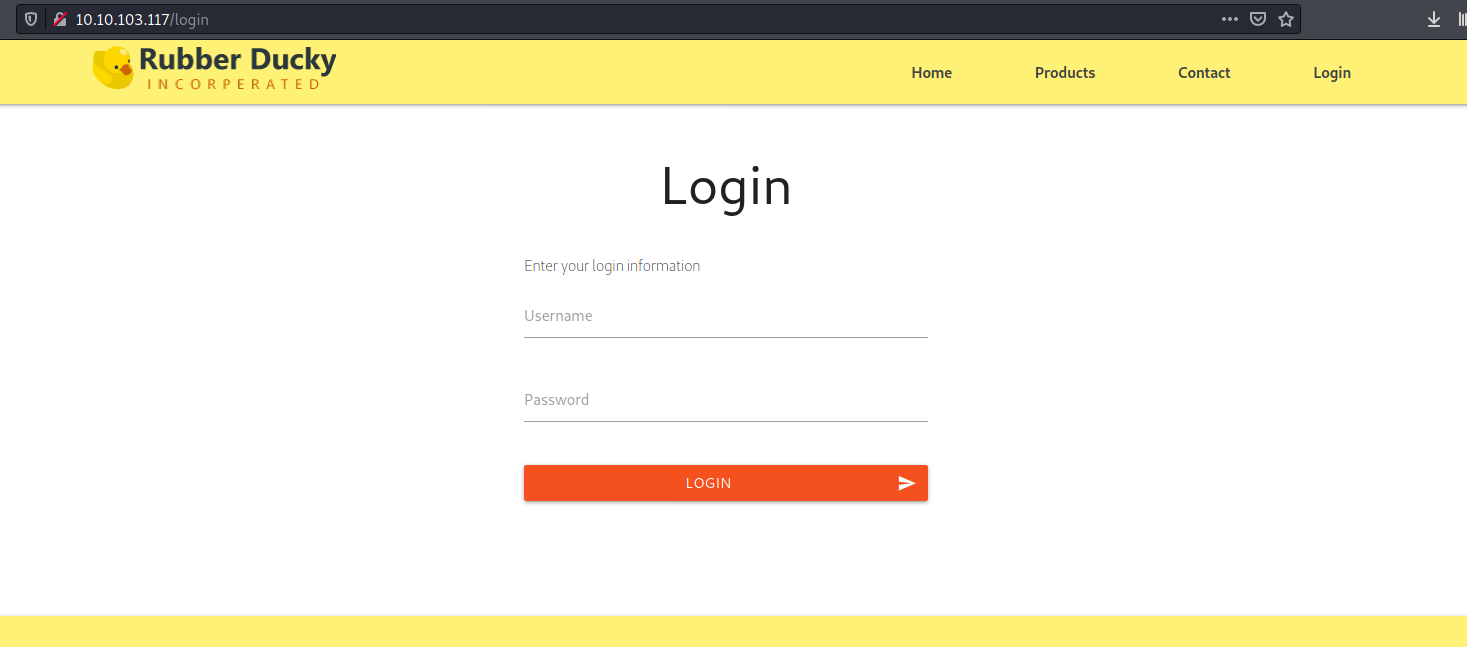 10.10.103.117/login
Rubber Ducky
INCORPERATED
Home Products Contact Login
Login
Enter your login information
Username
Password
LOGIN